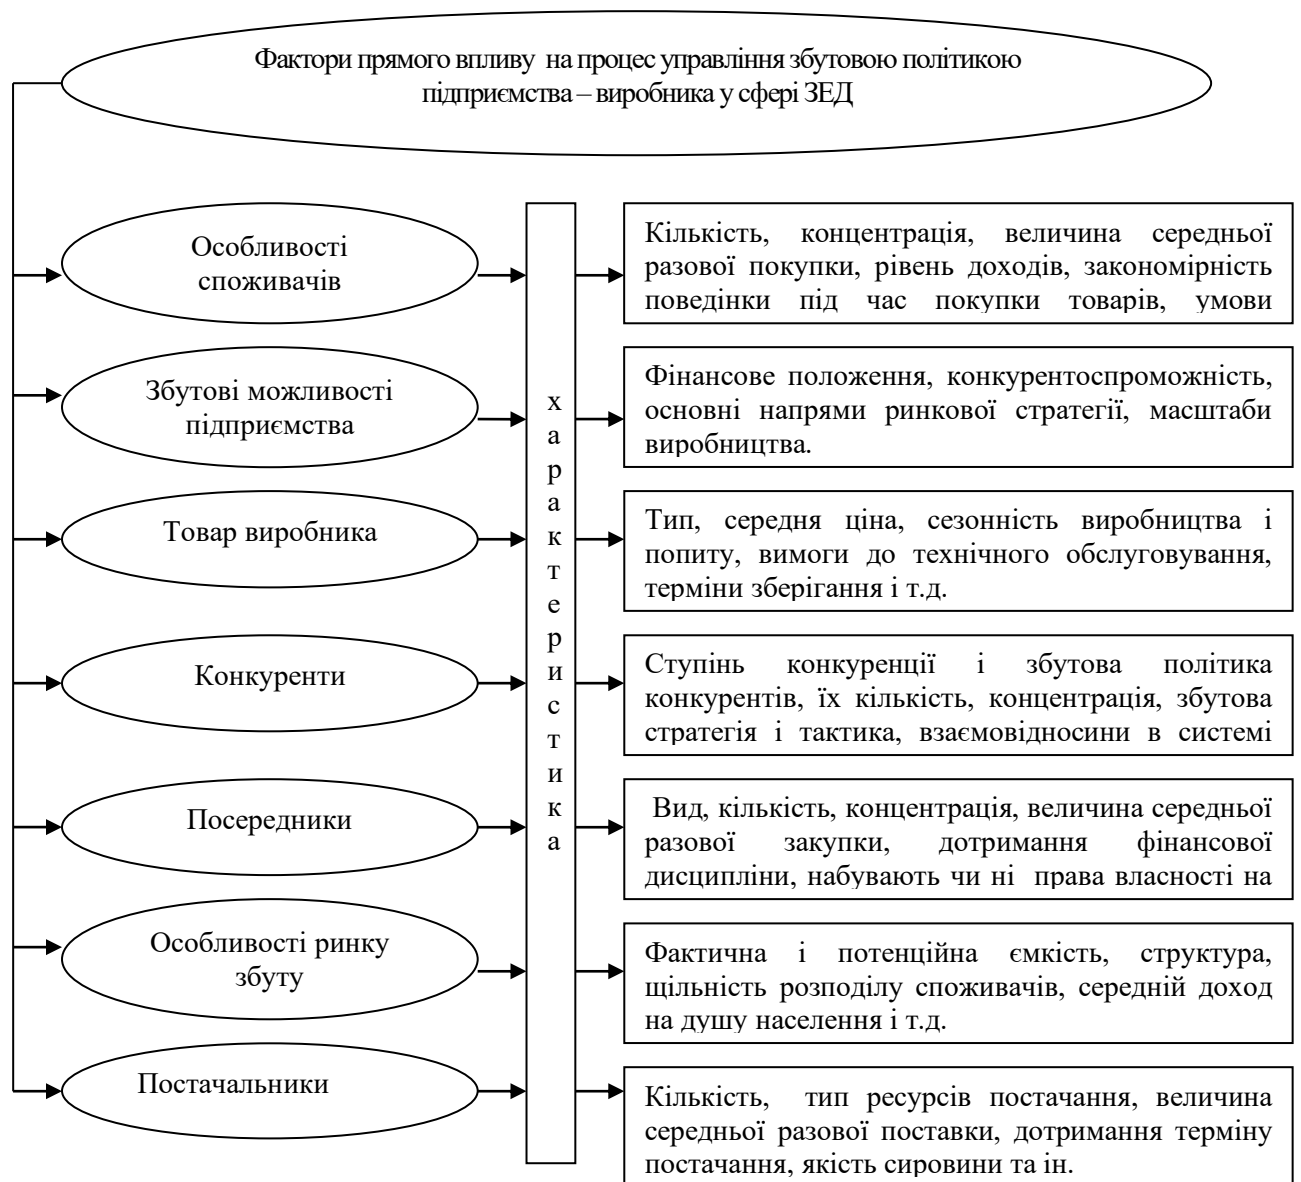 Фактори прямого впливу на процес управління збутовою політикою
підприємства – виробника у сфері ЗЕД
Особливості
споживачів
Кількість, концентрація, величина середньої
разової покупки, рівень доходів, закономірність
поведінки під час покупки товарів, умови
Збутові можливості
підприємства
Фінансове положення, конкурентоспроможність,
основні напрями ринкової стратегії, масштаби
виробництва.
Товар виробника
Тип, середня ціна, сезонність виробництва і
попиту, вимоги до технічного обслуговування,
терміни зберігання і т.д.
характеристика
Конкуренти
Ступінь конкуренції і збутова політика
конкурентів, їх кількість, концентрація, збутова
стратегія і тактика, взаємовідносини в системі
Посередники
Вид, кількість, концентрація, величина середньої
разової закупки, дотримання фінансової
дисципліни, набувають чи ні права власності на
Особливості ринку
збуту
Фактична і потенційна ємкість, структура,
щільність розподілу споживачів, середній доход
на душу населення і т.д.
Постачальники
Кількість, тип ресурсів постачання, величина
середньої разової поставки, дотримання терміну
постачання, якість сировини та ін.